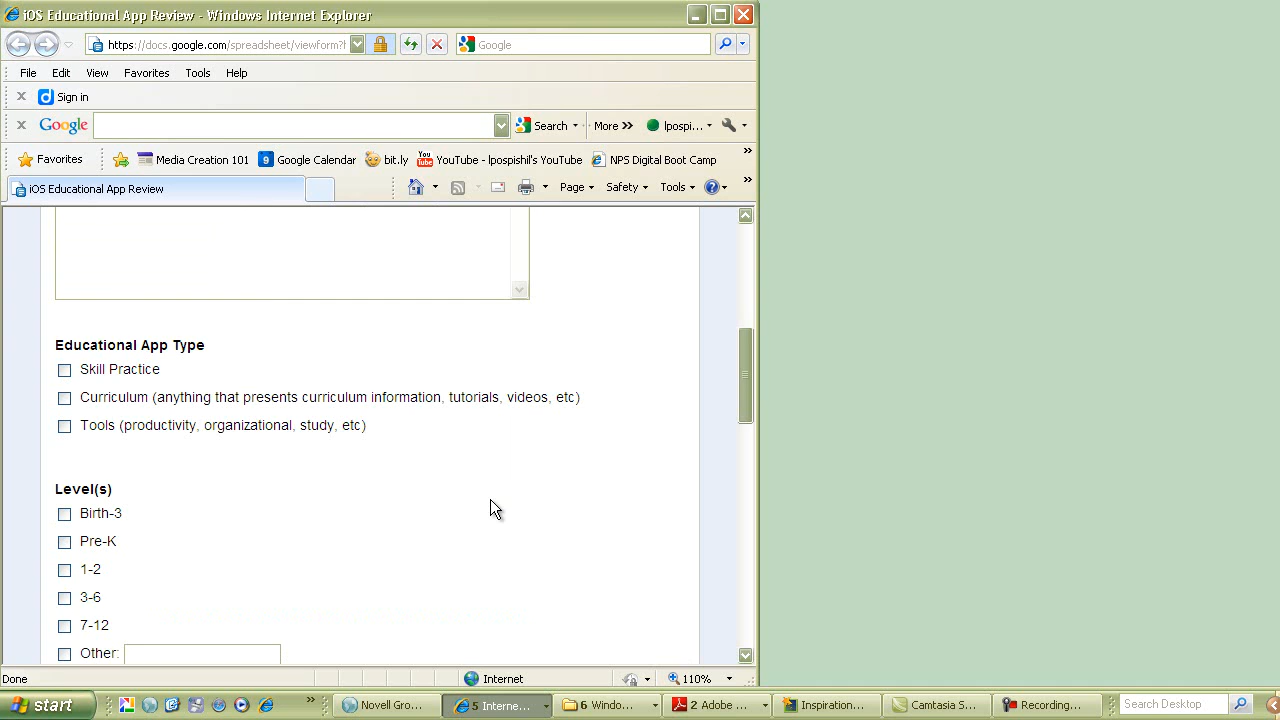 iOS Educational App Review - Windows Internet Explorer
https://docs.google.com/spreadsheet/viewform?f
Google
File Edit View Favorites Tools Help
Sign in
Google Search More » lpospi...
Favorites Media Creation 101 Google Calendar bit.ly YouTube - lpospishil's YouTube NPS Digital Boot Camp »
iOS Educational App Review Page Safety Tools »
Educational App Type
Skill Practice
Curriculum (anything that presents curriculum information, tutorials, videos, etc)
Tools (productivity, organizational, study, etc)
Level(s)
Birth-3
Pre-K
1-2
3-6
7-12
Other:
Done Internet 110%
start » Novell Gro... 5 Interne... 6 Windo... 2 Adobe ... Inspiration... Camtasia S... Recording... Search Desktop